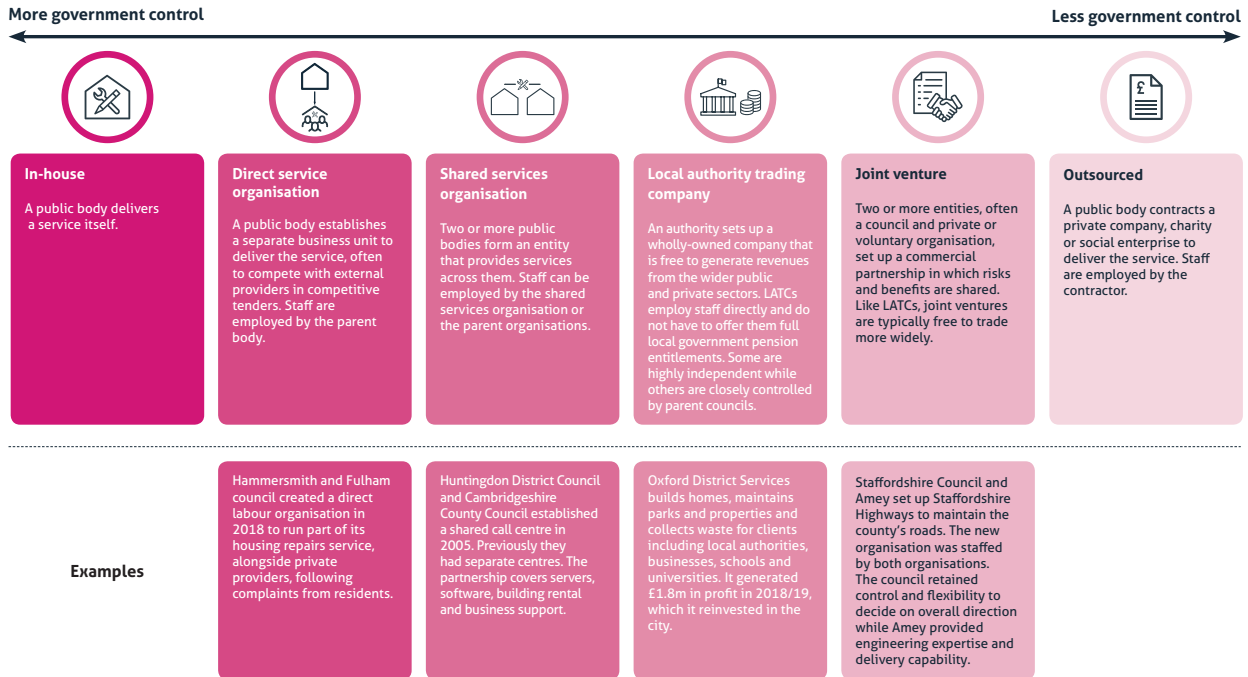 More government control
Less government control
In-house
A public body delivers
a service itself.
Direct service
organisation
A public body establishes
a separate business unit to
deliver the service, often
to compete with external
providers in competitive
tenders. Staff are
employed by the parent
body.
Shared services
organisation
Two or more public
bodies form an entity
that provides services
across them. Staff can be
employed by the shared
services organisation or
the parent organisations.
Local authority trading
company
An authority sets up a
wholly-owned company that
is free to generate revenues
from the wider public
and private sectors. LATCs
employ staff directly and do
not have to offer them full
local government pension
entitlements. Some are
highly independent while
others are closely controlled
by parent councils.
Joint venture
Two or more entities, often
a council and private or
voluntary organisation,
set up a commercial
partnership in which risks
and benefits are shared.
Like LATCs, joint ventures
are typically free to trade
more widely.
£
Outsourced
A public body contracts a
private company, charity
or social enterprise to
deliver the service. Staff
are employed by the
contractor.
Examples
Hammersmith and Fulham
council created a direct
labour organisation in
2018 to run part of its
housing repairs service,
alongside private
providers, following
complaints from residents.
Huntingdon District Council
and Cambridgeshire
County Council established
a shared call centre in
2005. Previously they
had separate centres. The
partnership covers servers,
software, building rental
and business support.
Oxford District Services
builds homes, maintains
parks and properties and
collects waste for clients
including local authorities,
businesses, schools and
universities. It generated
£1.8m in profit in 2018/19,
which it reinvested in the
city.
Staffordshire Council and
Amey set up Staffordshire
Highways to maintain the
county’s roads. The new
organisation was staffed
by both organisations.
The council retained
control and flexibility to
decide on overall direction
while Amey provided
engineering expertise and
delivery capability.